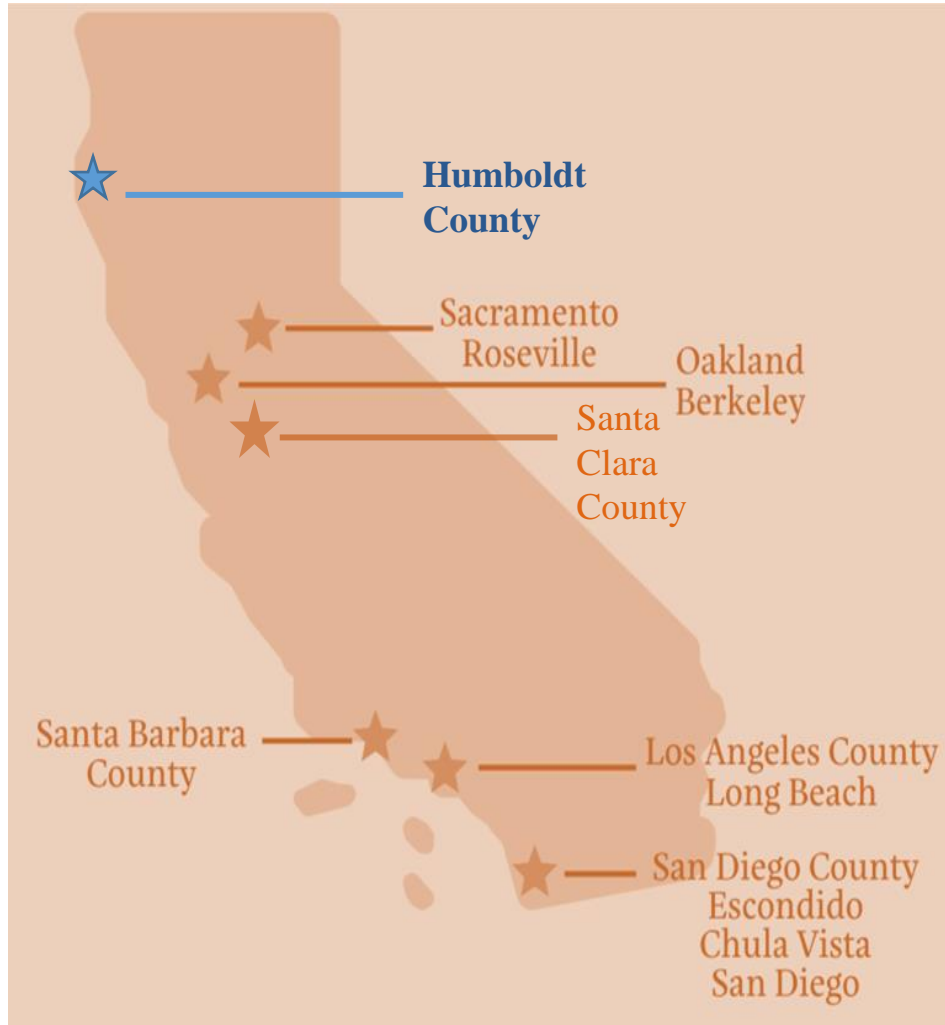 Humboldt
County
Sacramento
Roseville
Oakland
Berkeley
Santa
Clara
County
Santa Barbara
County
Los Angeles County
Long Beach
San Diego County
Escondido
Chula Vista
San Diego